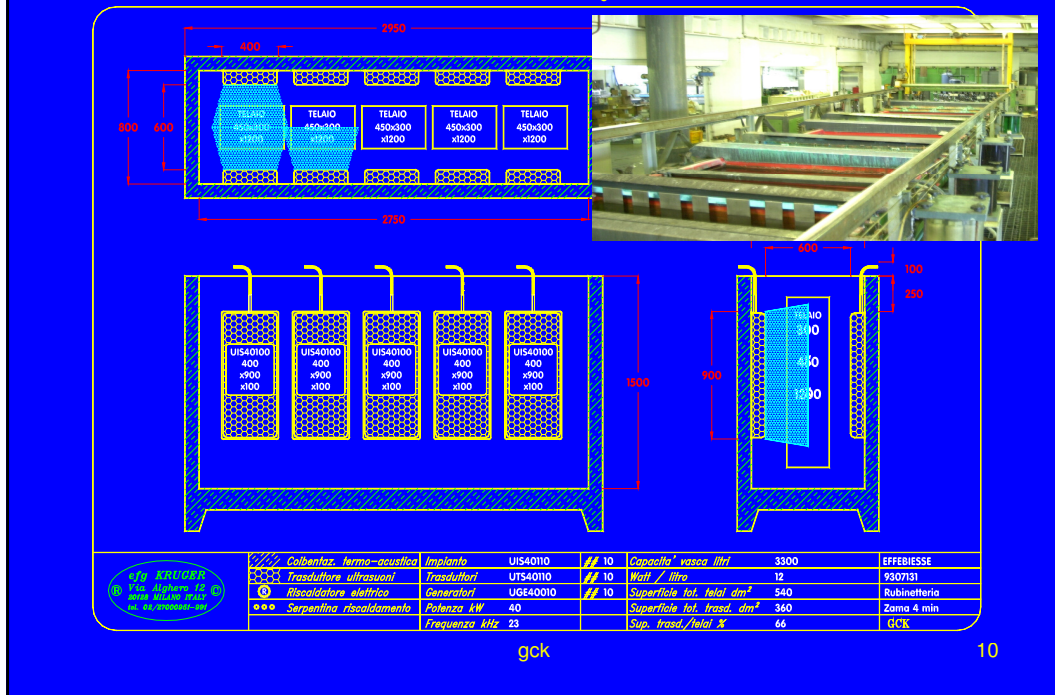 2950
400
800
600
TELAIO 450x300 x1200
TELAIO 450x300 x1200
TELAIO 450x300 x1200
TELAIO 450x300 x1200
TELAIO 450x300 x1200
2750
600
100
250
UIS40100 400 x900 x100
UIS40100 400 x900 x100
UIS40100 400 x900 x100
UIS40100 400 x900 x100
UIS40100 400 x900 x100
1500
900
TELAIO
300
450
1200
efg KRUGER
® Via Alghero 12 ©
20128 MILANO ITALY
tel. 02/27000951-991
Coibentaz. termo-acustica Impianto UIS40110 ## 10 Capacita' vasca litri 3300 EFFEBIESSE
Trasduttore ultrasuoni Trasduttori UTS40110 ## 10 Watt / litro 12 9307131
® Riscaldatore elettrico Generatori UGE40010 ## 10 Superficie tot. telai dm² 540 Rubinetteria
Serpentina riscaldamento Potenza kW 40 Superficie tot. trasd. dm² 360 Zama 4 min
Frequenza kHz 23 Sup. trasd./telai % 66 GCK
gck
10